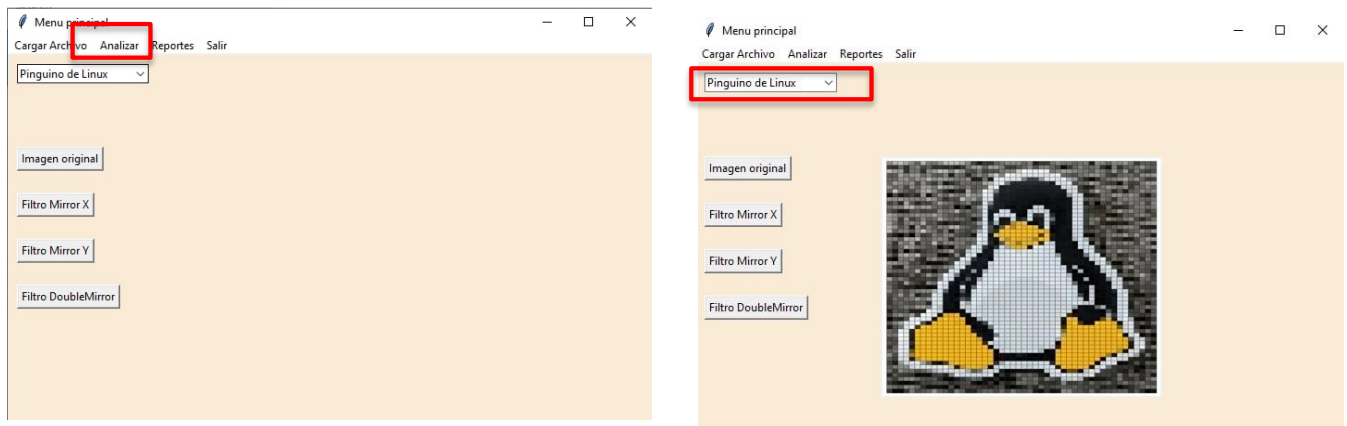 Menu principal
Cargar Archivo Analizar Reportes Salir
Pinguino de Linux
Imagen original
Filtro Mirror X
Filtro Mirror Y
Filtro DoubleMirror
Menu principal
Cargar Archivo Analizar Reportes Salir
Pinguino de Linux
Imagen original
Filtro Mirror X
Filtro Mirror Y
Filtro DoubleMirror